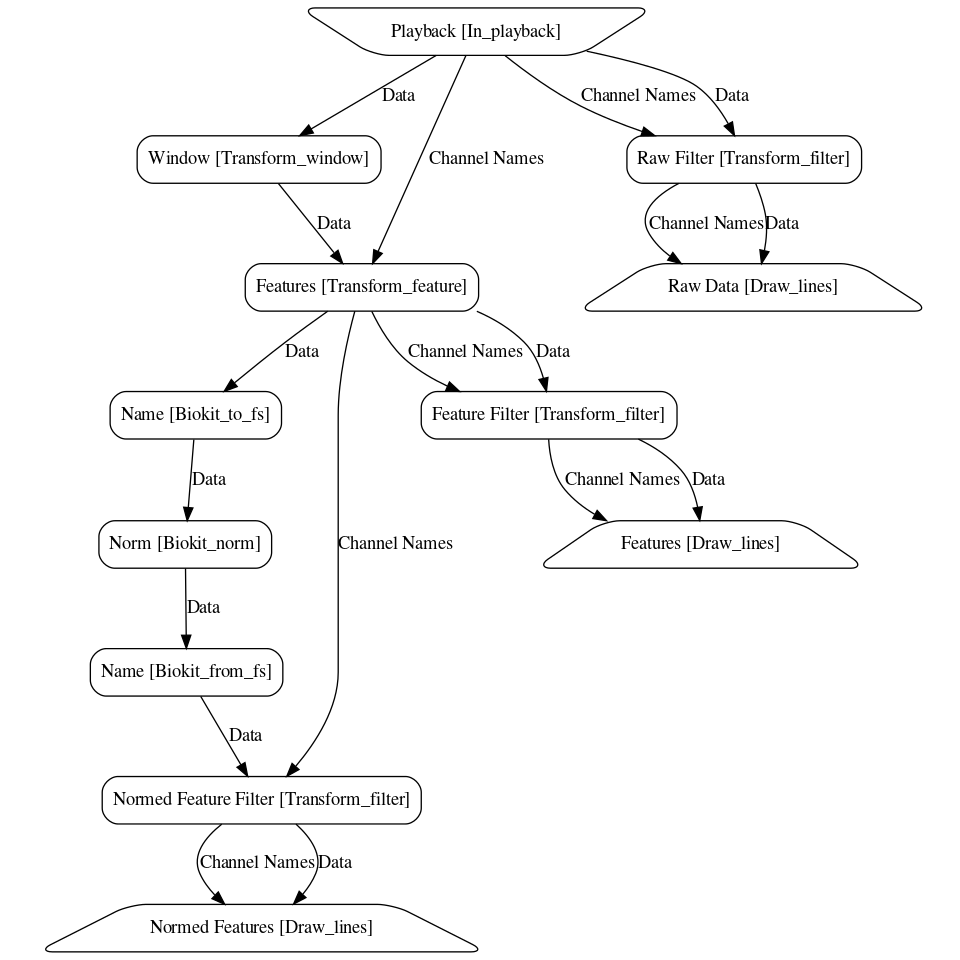 Playback [In_playback]
Data
Channel Names
Data
Window [Transform_window]
Channel Names
Raw Filter [Transform_filter]
Data
Channel Names
Data
Features [Transform_feature]
Raw Data [Draw_lines]
Data
Channel Names
Data
Name [Biokit_to_fs]
Feature Filter [Transform_filter]
Data
Channel Names
Data
Norm [Biokit_norm]
Channel Names
Features [Draw_lines]
Data
Name [Biokit_from_fs]
Data
Normed Feature Filter [Transform_filter]
Channel Names
Data
Normed Features [Draw_lines]